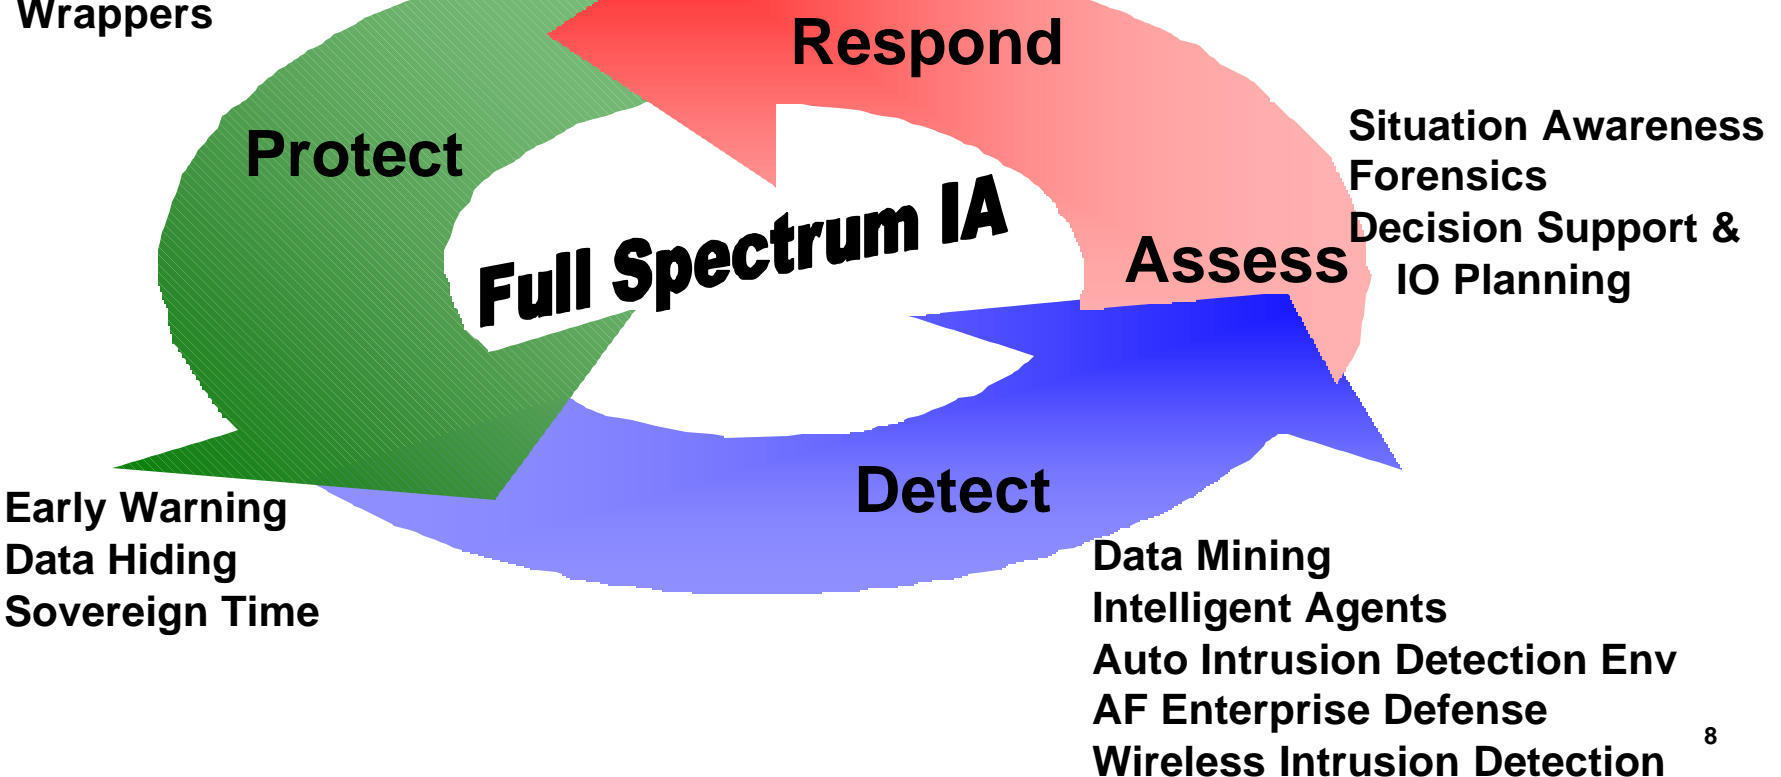 Wrappers
Respond
Protect
Situation Awareness
Forensics
Decision Support &
IO Planning
Full Spectrum IA
Assess
Detect
Early Warning
Data Hiding
Sovereign Time
Data Mining
Intelligent Agents
Auto Intrusion Detection Env
AF Enterprise Defense
Wireless Intrusion Detection
8